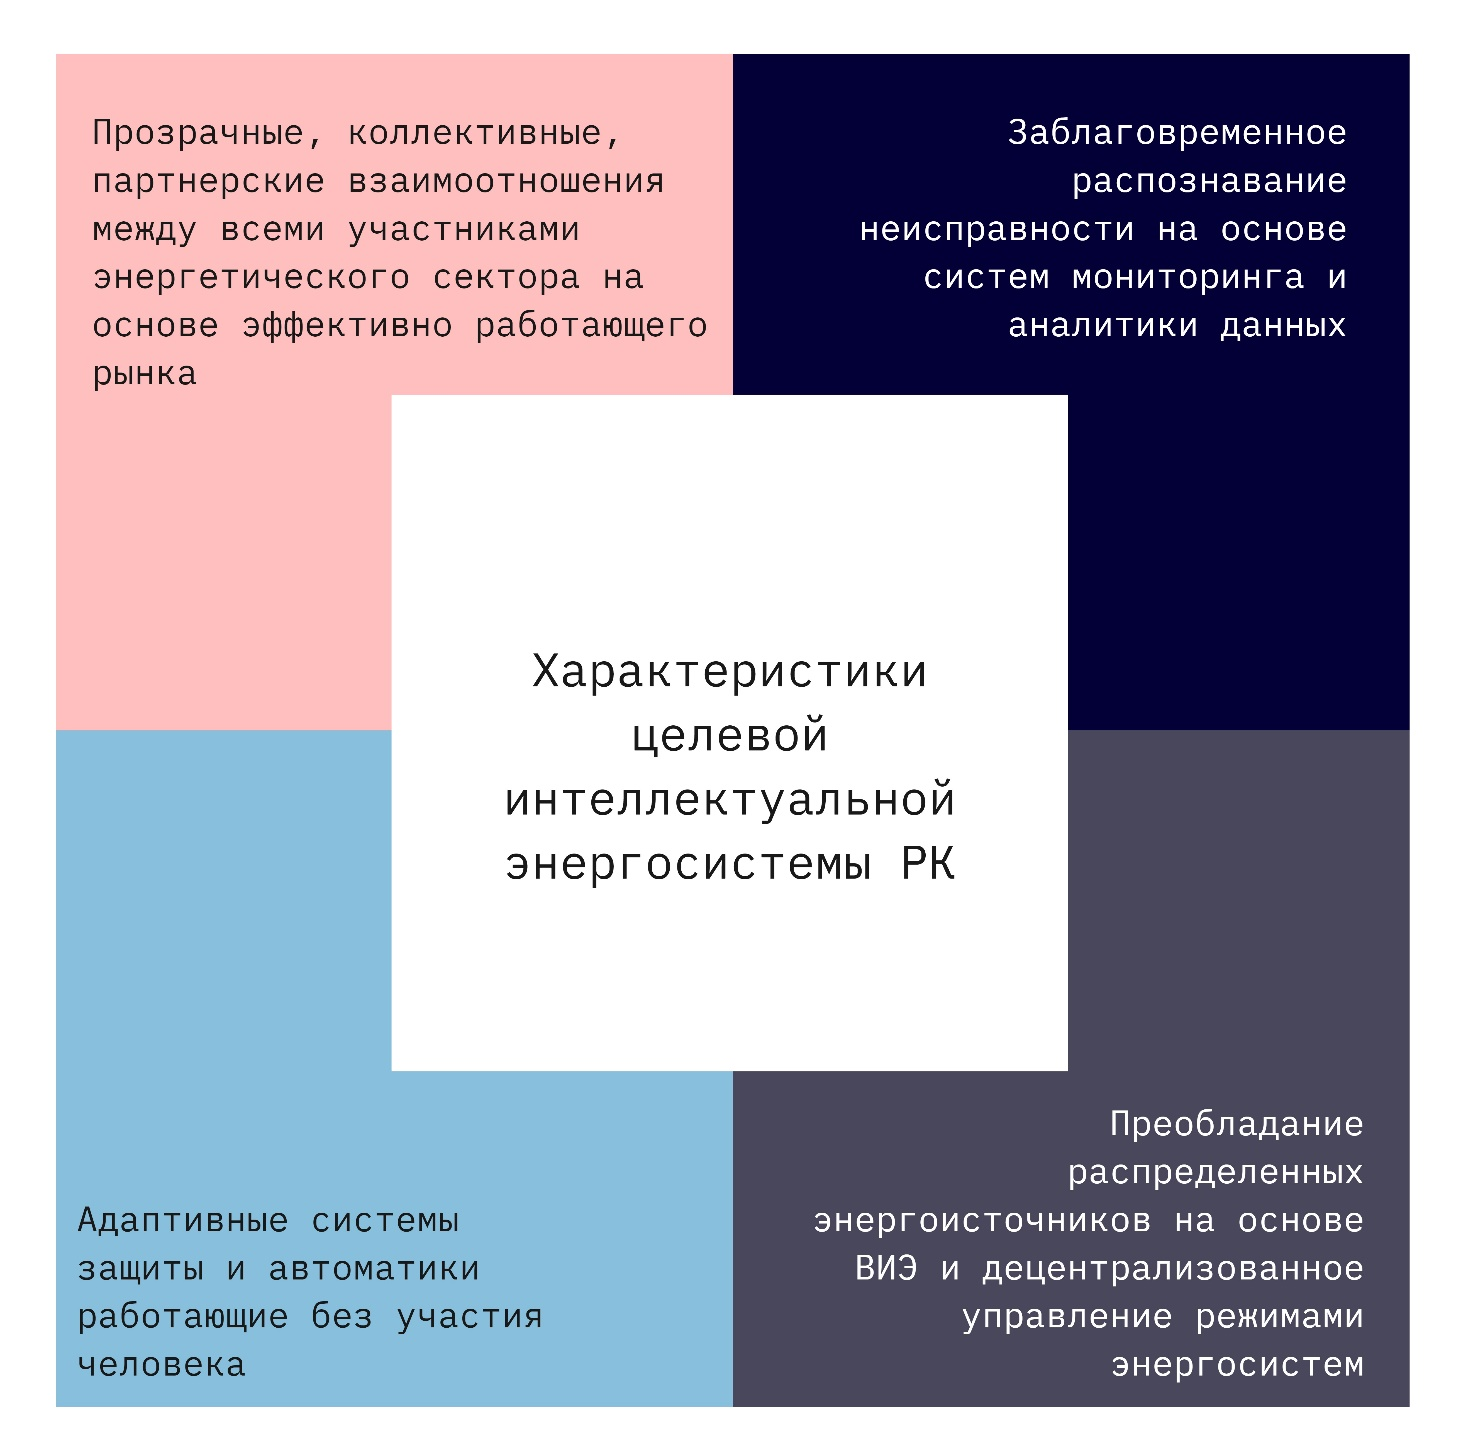 Прозрачные, коллективные,
партнерские взаимоотношения
между всеми участниками
энергетического сектора на
основе эффективно работающего
рынка
Заблаговременное
распознавание
неисправности на основе
систем мониторинга и
аналитики данных
Характеристики
целевой
интеллектуальной
энергосистемы РК
Адаптивные системы
защиты и автоматики
работающие без участия
человека
Преобладание
распределенных
энергоисточников на основе
ВИЭ и децентрализованное
управление режимами
энергосистем